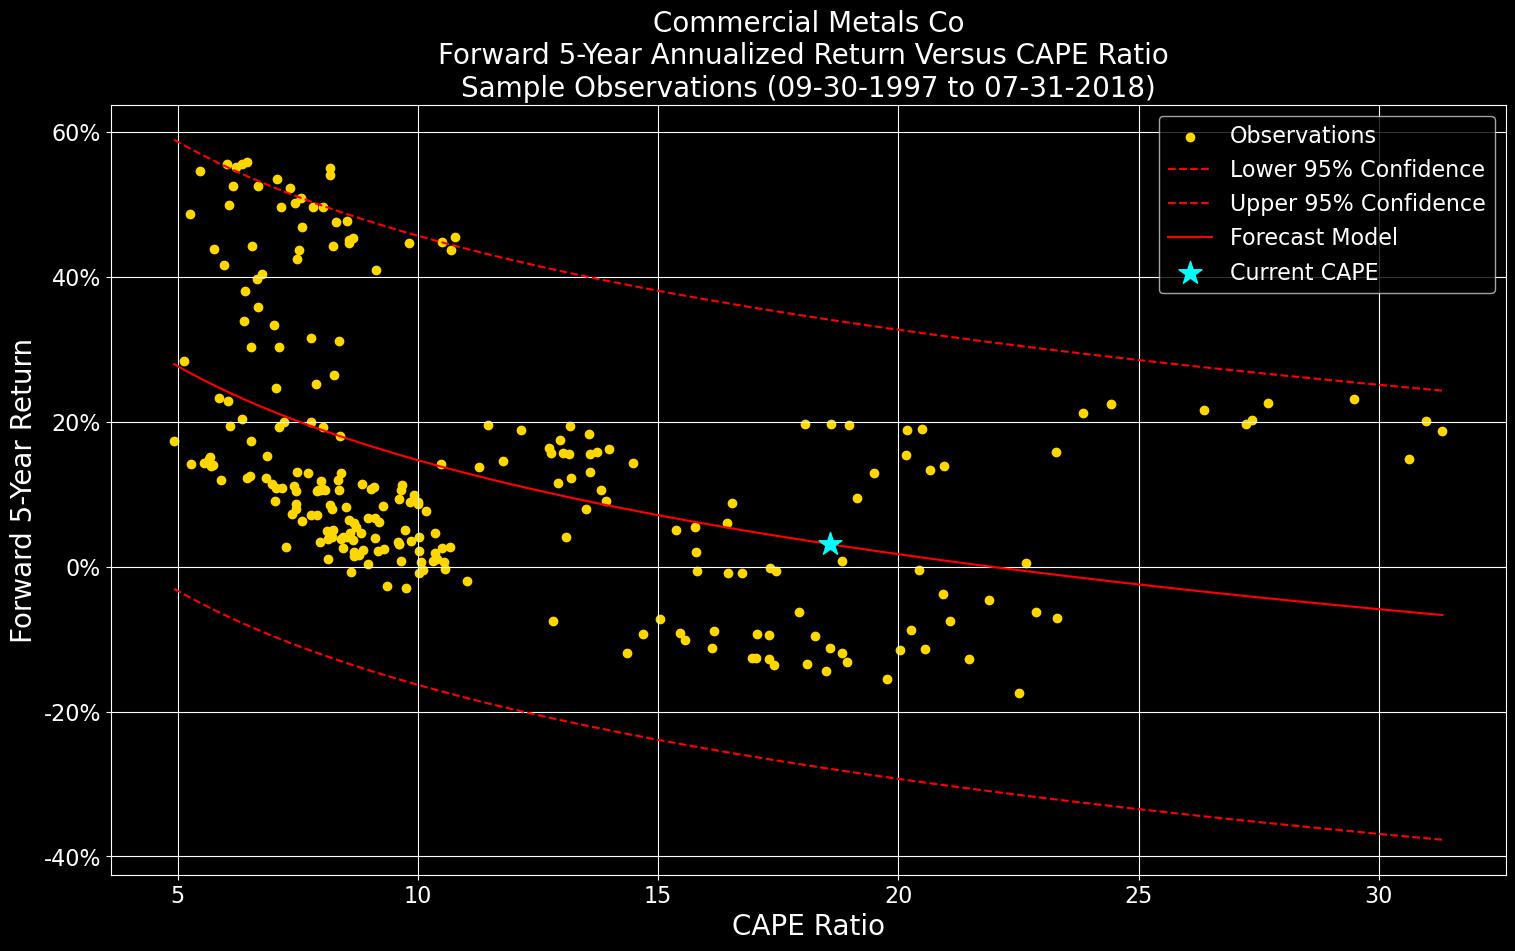 Commercial Metals Co
Forward 5-Year Annualized Return Versus CAPE Ratio
Sample Observations (09-30-1997 to 07-31-2018)
Observations
Lower 95% Confidence
Upper 95% Confidence
Forecast Model
Current CAPE
Forward 5-Year Return
60%
40%
20%
0%
-20%
-40%
5
10
15
20
25
30
CAPE Ratio